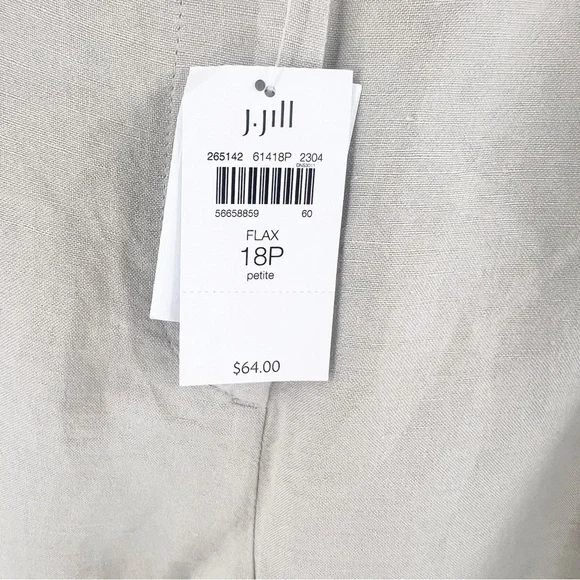 J.Jill
265142 61418P 2304
56658859 60
FLAX
18P
petite
$64.00